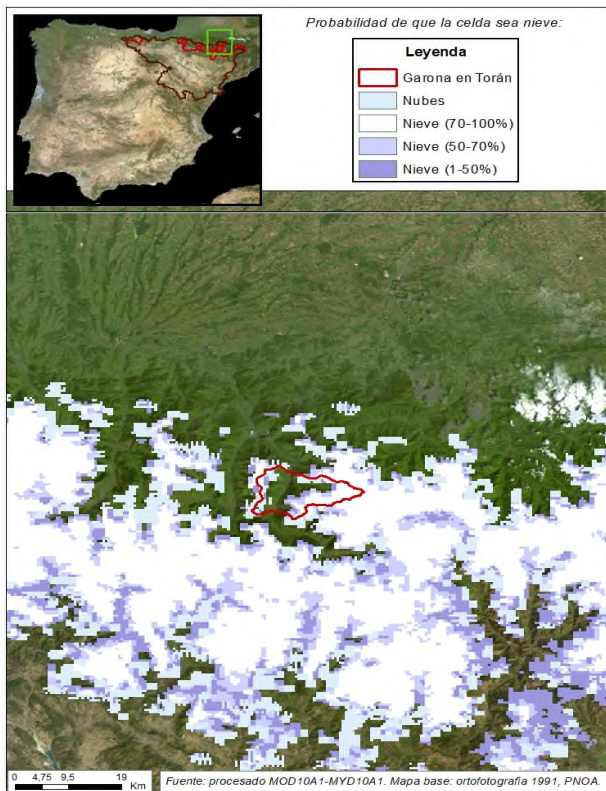 Probabilidad de que la celda sea nieve:
Leyenda
Garona en Torán
Nubes
Nieve (70-100%)
Nieve (50-70%)
Nieve (1-50%)
0 4,75 9,5 19
Km
Fuente: procesado MOD10A1-MYD10A1. Mapa base: ortofotografía 1991, PNOA.